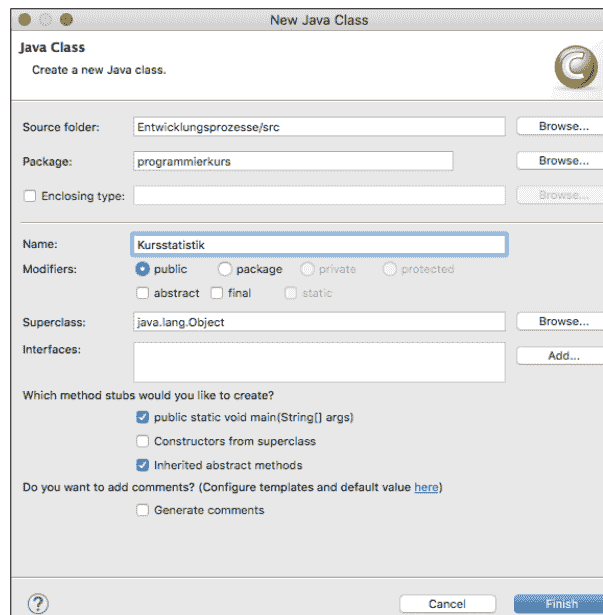 New Java Class
Java Class
Create a new Java class.
C
Source folder: Entwicklungsprozesse/src Browse...
Package: programmierkurs Browse...
Enclosing type: Browse...
Name: Kursstatistik
Modifiers: public package private protected
abstract final static
Superclass: java.lang.Object Browse...
Interfaces: Add...
Which method stubs would you like to create?
public static void main(String[] args)
Constructors from superclass
Inherited abstract methods
Do you want to add comments? (Configure templates and default value here)
Generate comments
? Cancel Finish